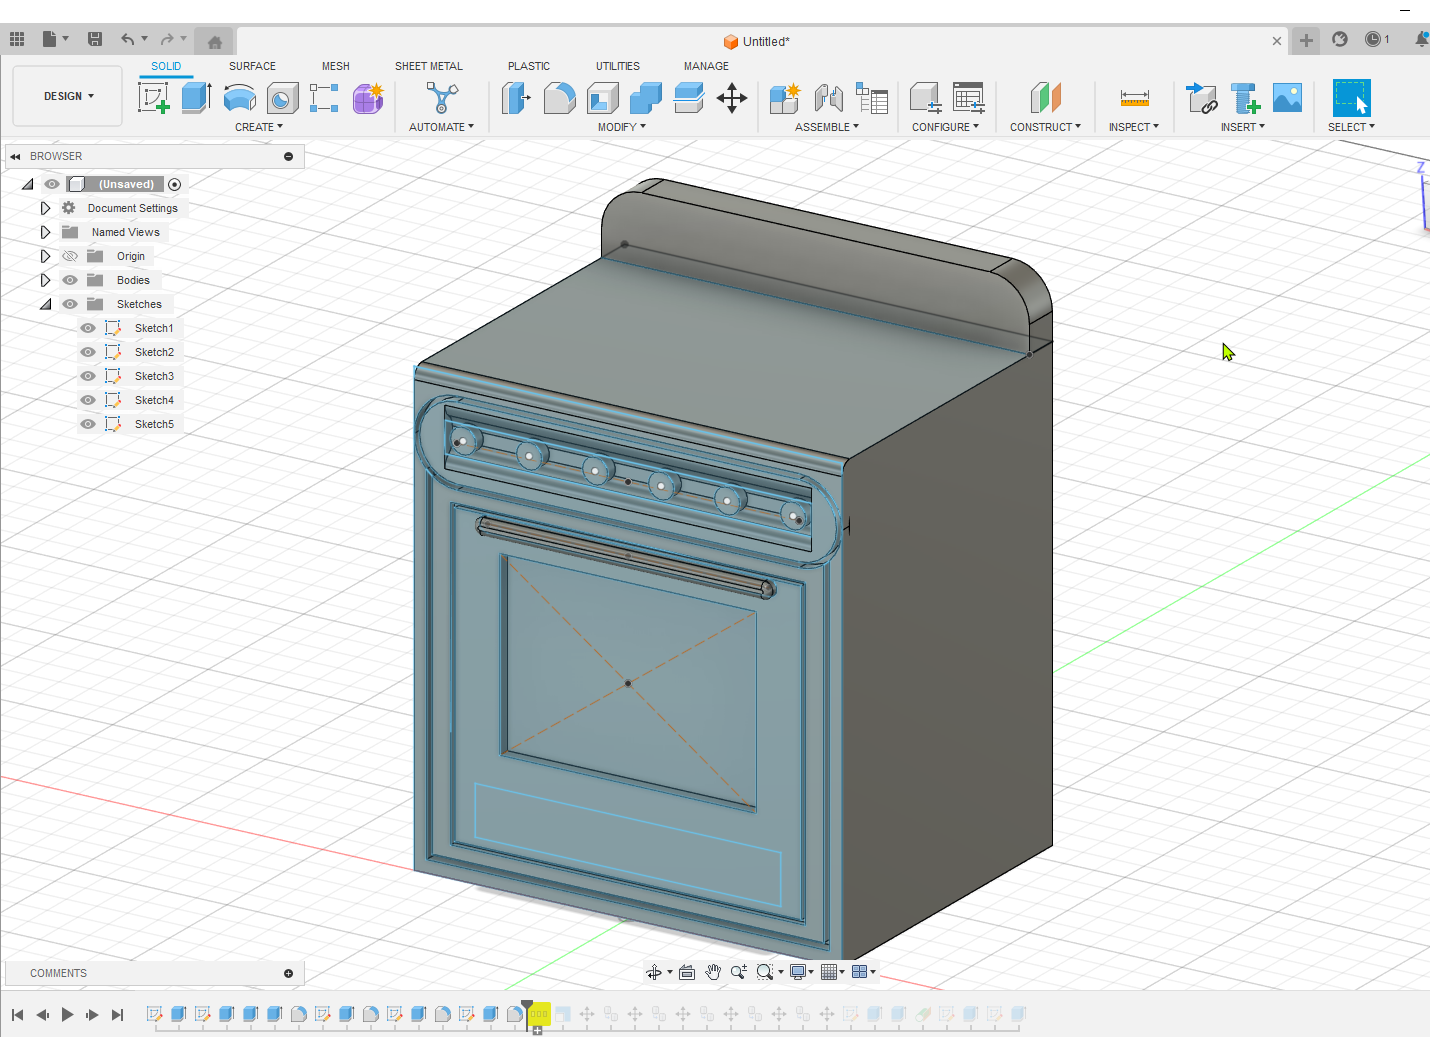 Untitled*
1
SOLID SURFACE MESH SHEET METAL PLASTIC UTILITIES MANAGE
DESIGN
CREATE AUTOMATE MODIFY ASSEMBLE CONFIGURE CONSTRUCT INSPECT INSERT SELECT
BROWSER
Z
(Unsaved)
Document Settings
Named Views
Origin
Bodies
Sketches
Sketch1
Sketch2
Sketch3
Sketch4
Sketch5
COMMENTS